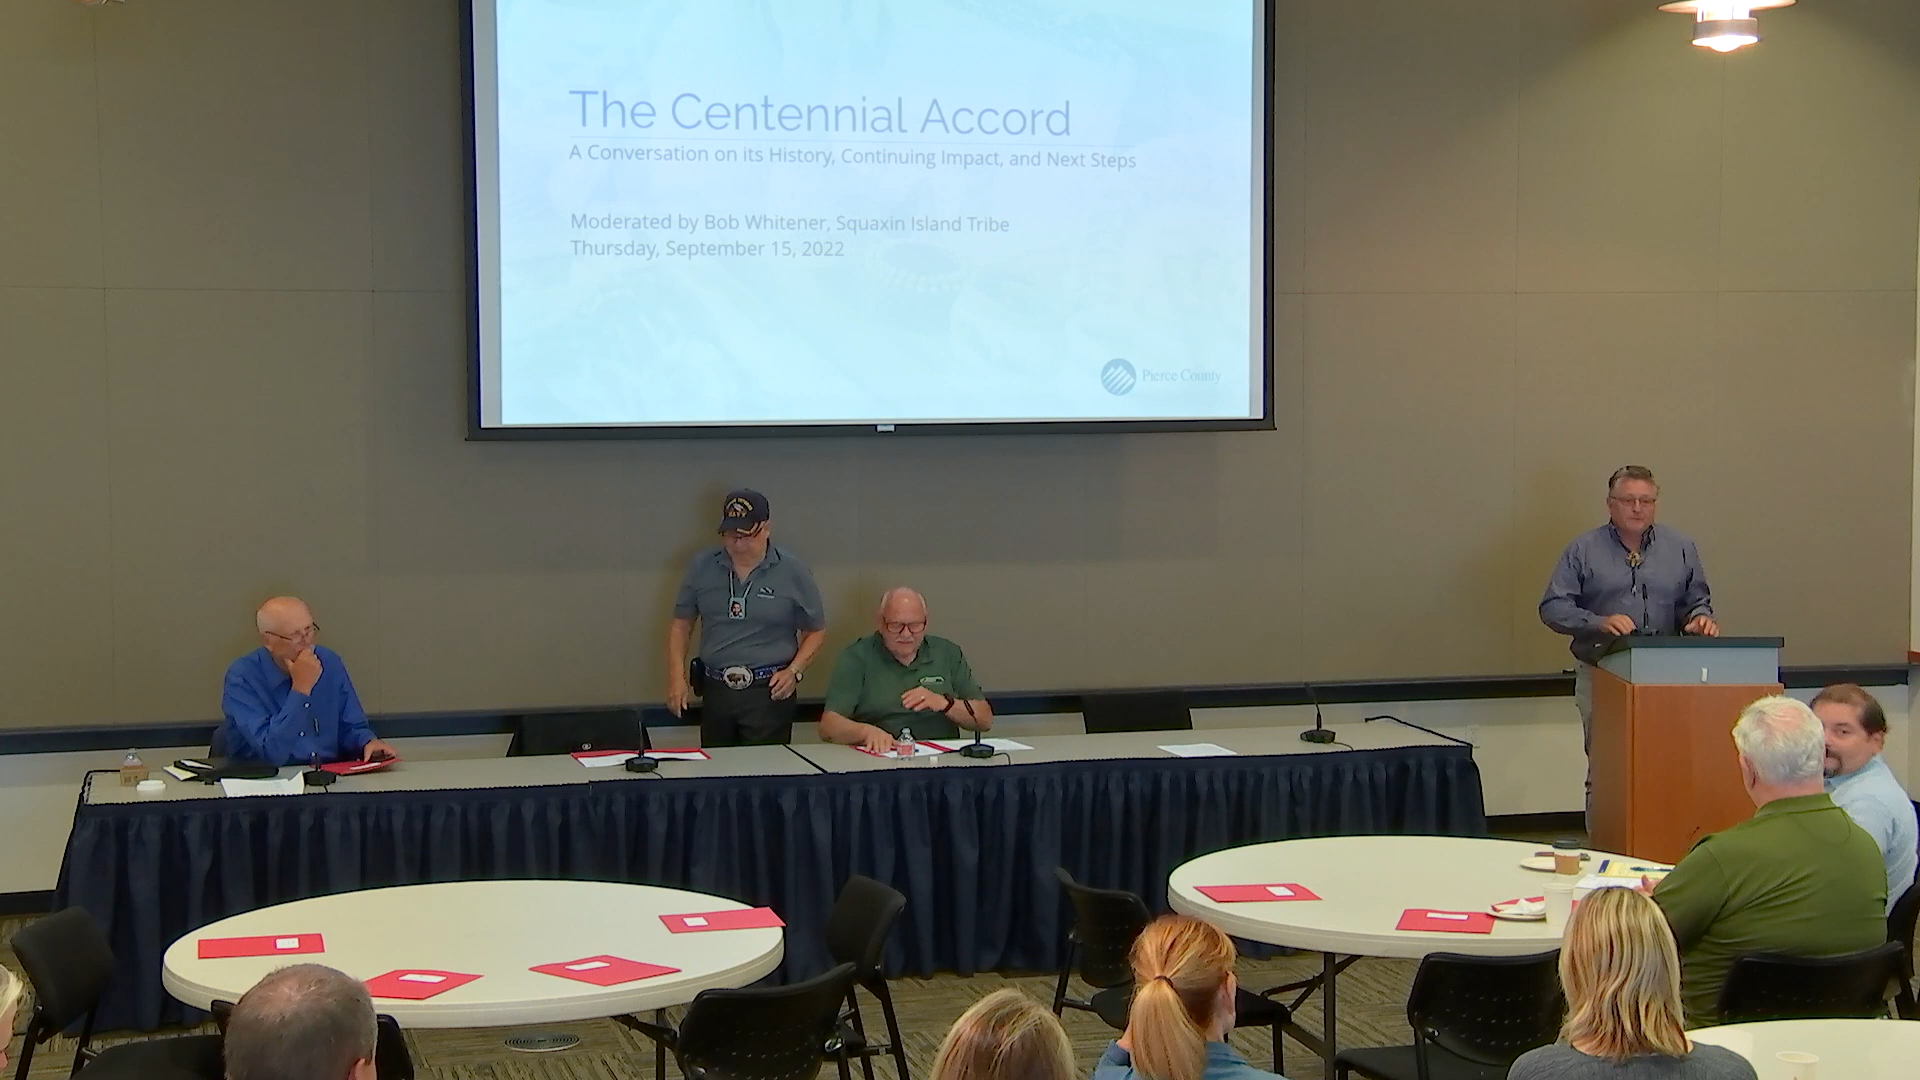 The Centennial Accord
A Conversation on its History, Continuing Impact, and Next Steps
Moderated by Bob Whitener, Squaxin Island Tribe
Thursday, September 15, 2022
Pierce County
NAVY